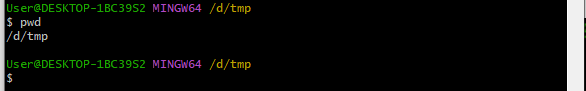 User@DESKTOP-1BC39S2 MINGW64 /d/tmp
$ pwd
/d/tmp
User@DESKTOP-1BC39S2 MINGW64 /d/tmp
$